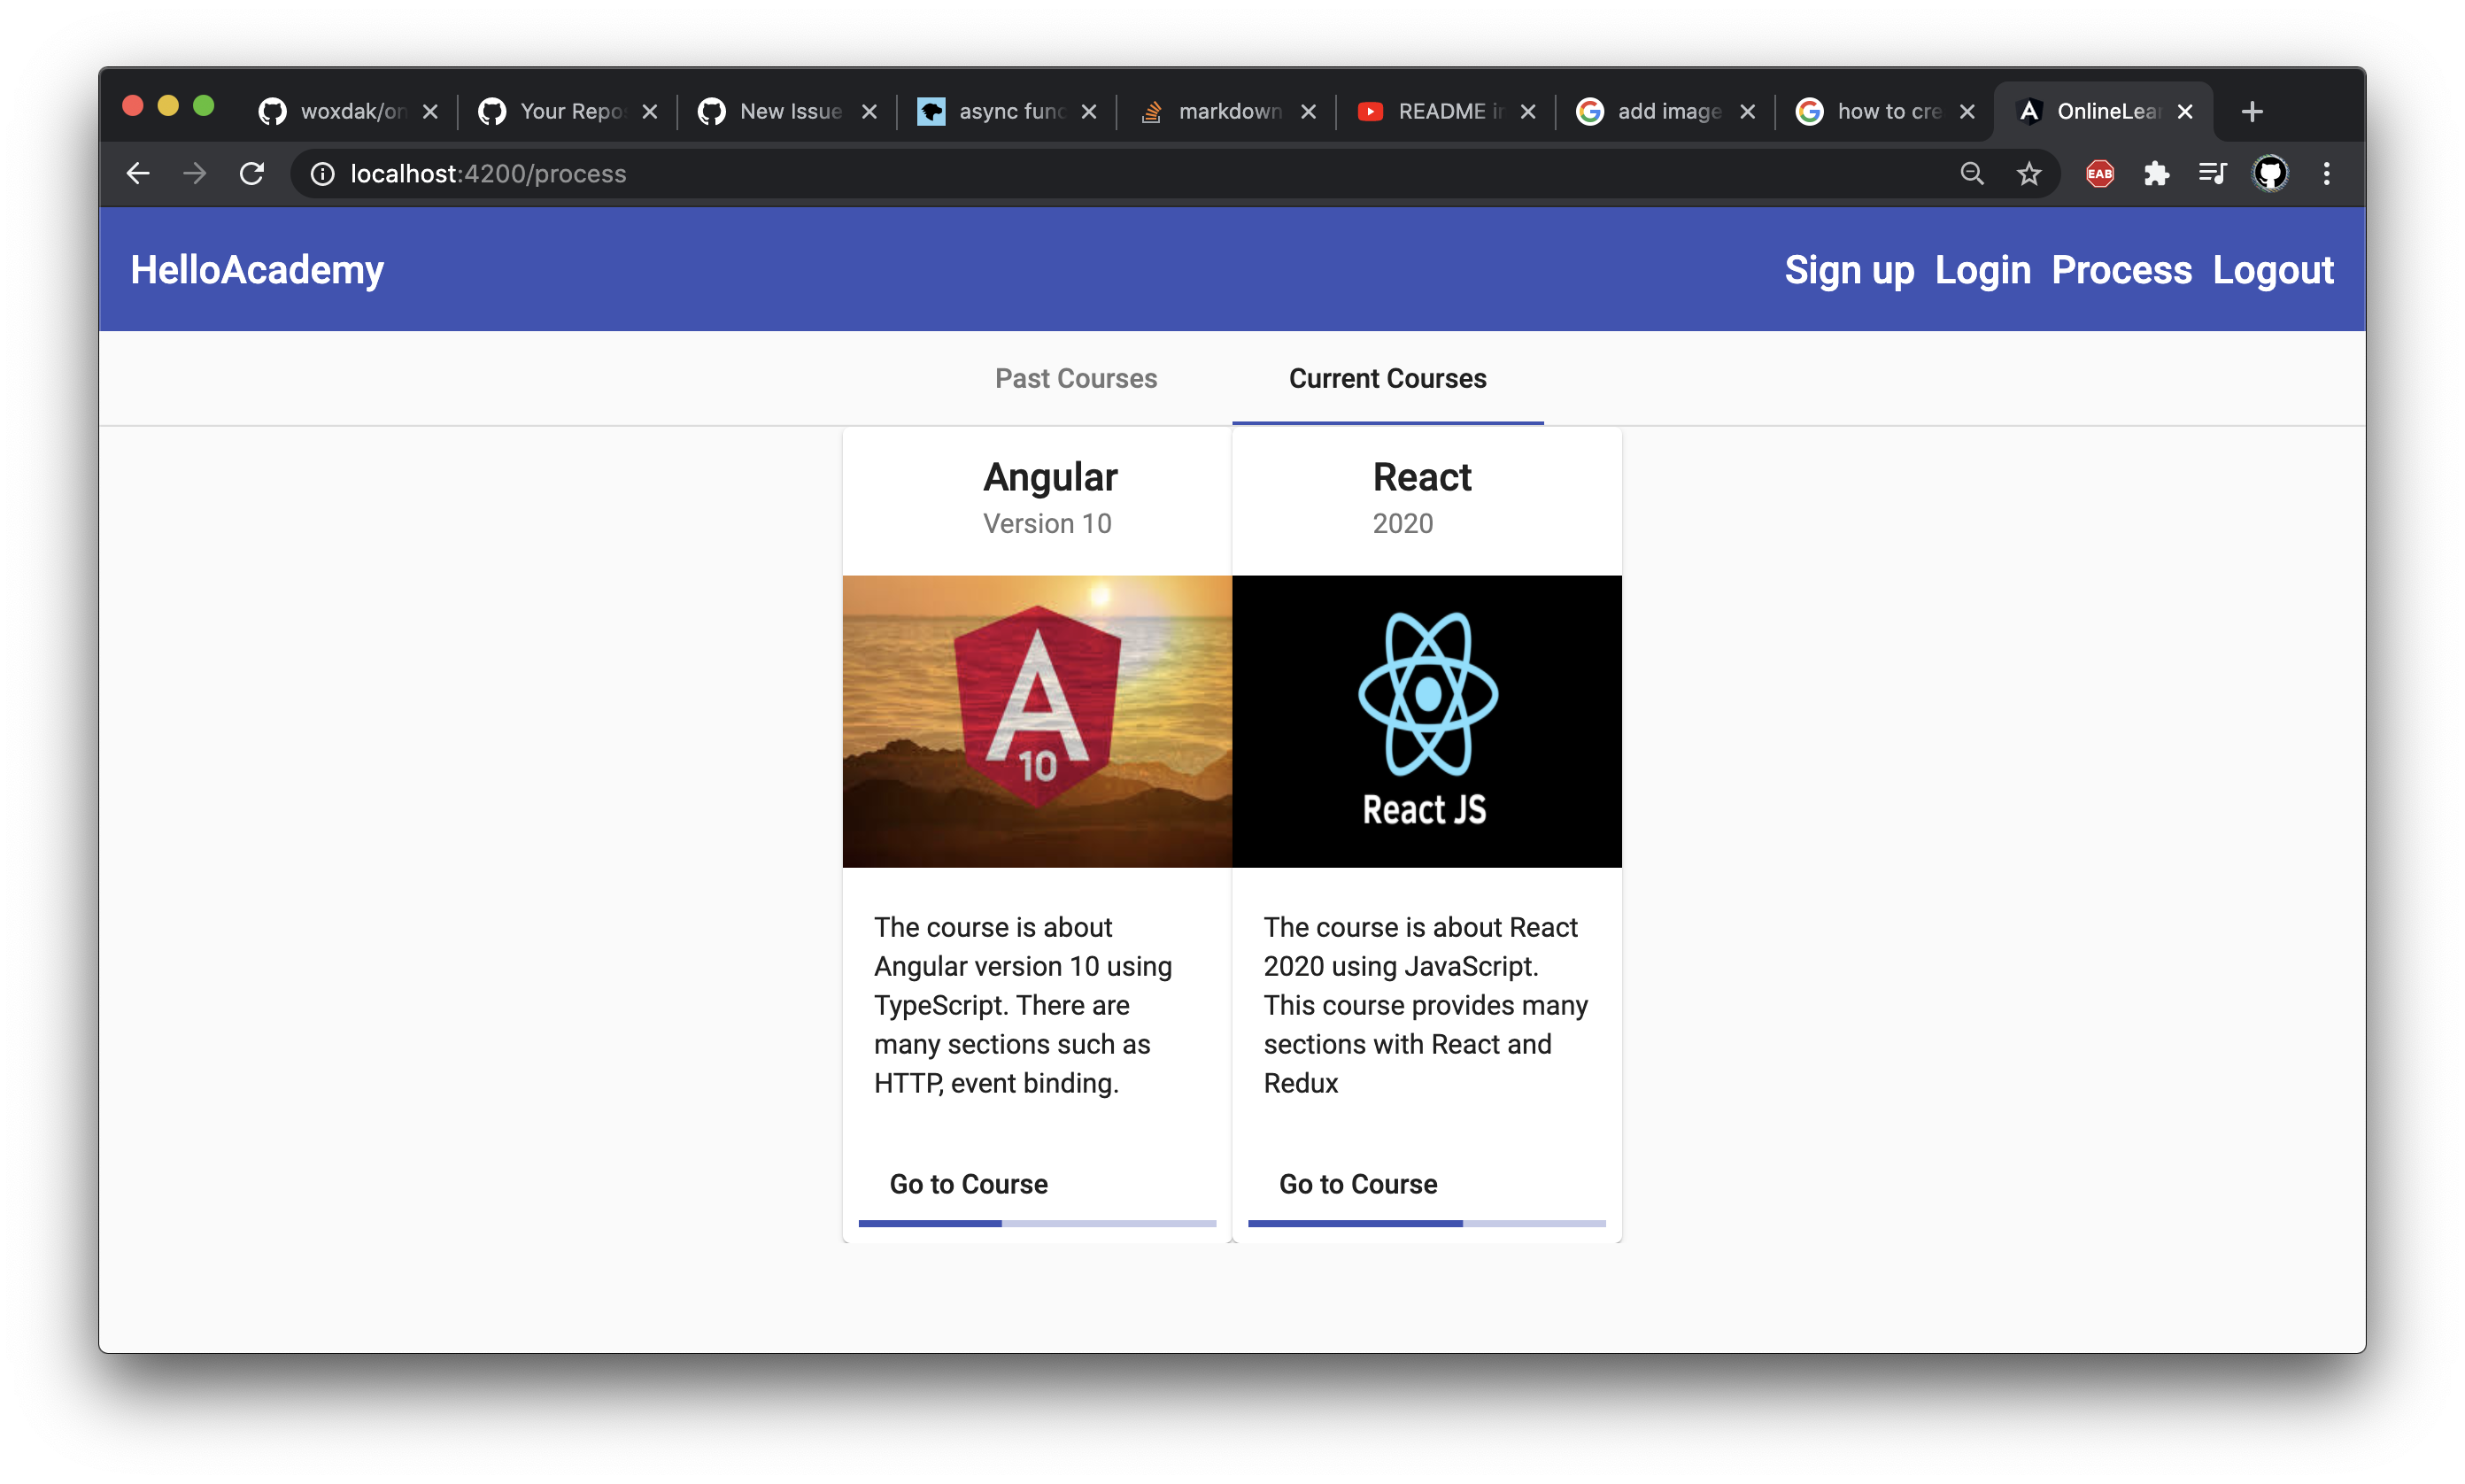 woxdak/on
Your Repos
New Issue
async func
markdown
README in
add image
how to cre
OnlineLear
localhost:4200/process
EAB
HelloAcademy
Sign up Login Process Logout
Past Courses
Current Courses
Angular
Version 10
A
10
The course is about
Angular version 10 using
TypeScript. There are
many sections such as
HTTP, event binding.
Go to Course
React
2020
React JS
The course is about React
2020 using JavaScript.
This course provides many
sections with React and
Redux
Go to Course